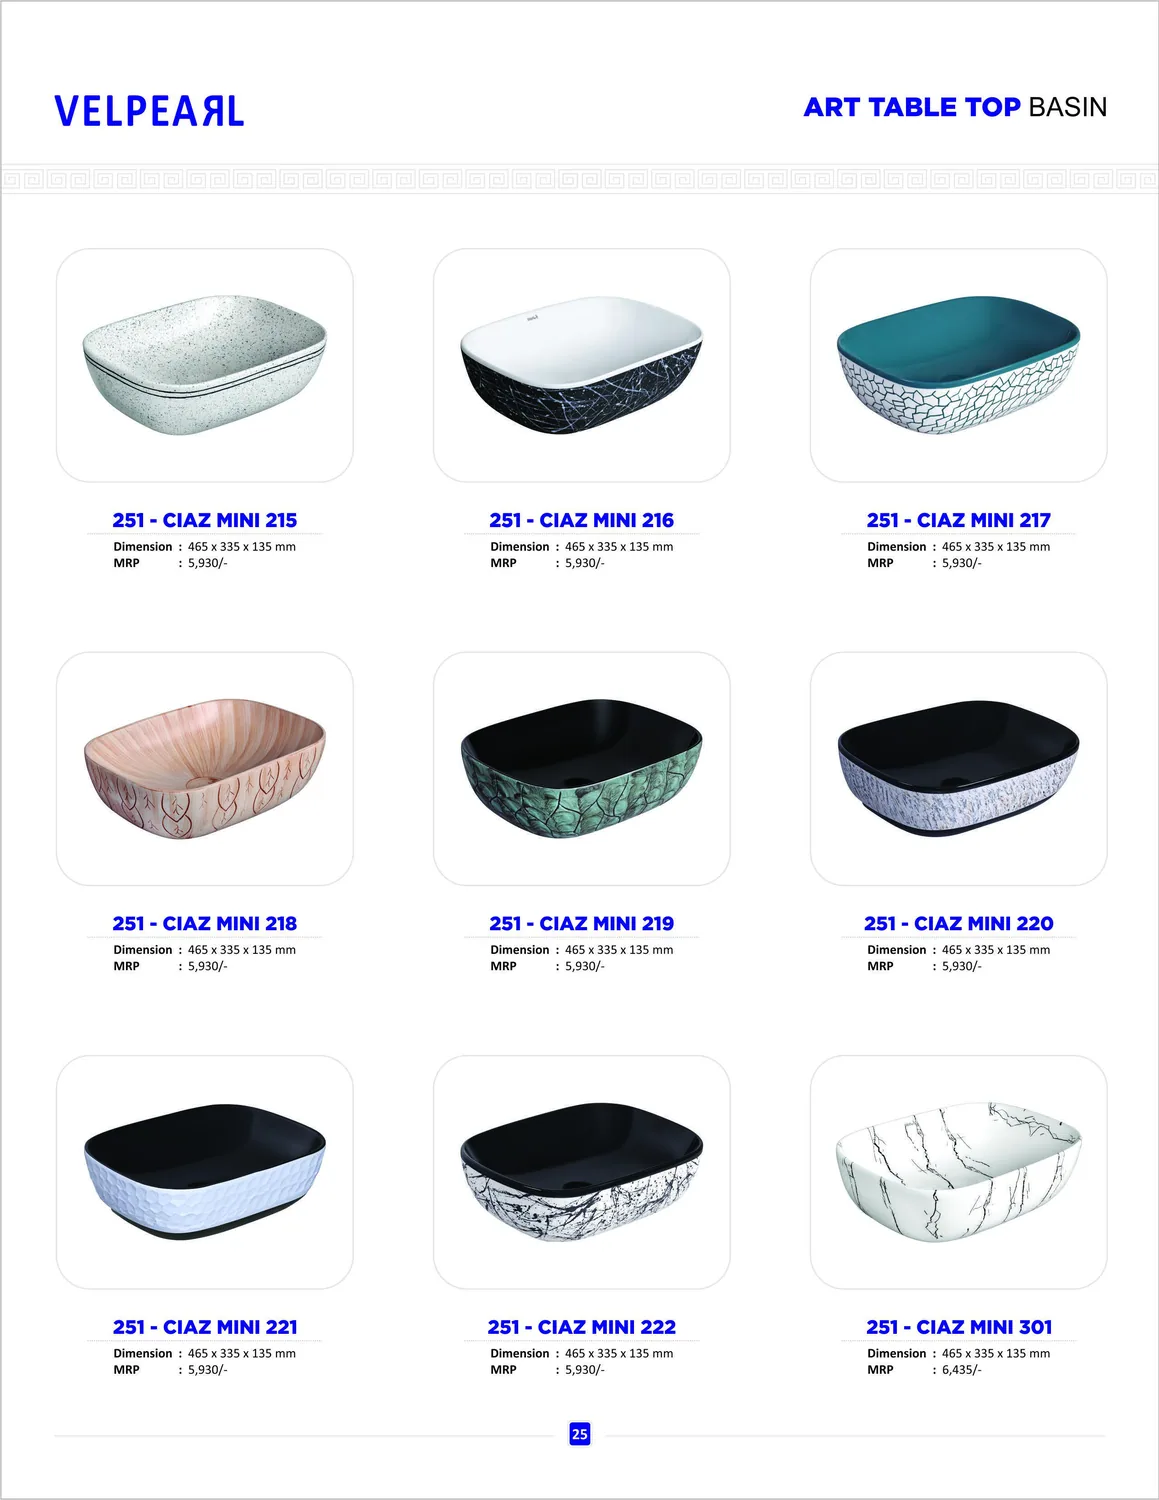 VELPEARL
ART TABLE TOP BASIN
251 - CIAZ MINI 215
Dimension : 465 x 335 x 135 mm
MRP : 5,930/-
251 - CIAZ MINI 216
Dimension : 465 x 335 x 135 mm
MRP : 5,930/-
251 - CIAZ MINI 217
Dimension : 465 x 335 x 135 mm
MRP : 5,930/-
251 - CIAZ MINI 218
Dimension : 465 x 335 x 135 mm
MRP : 5,930/-
251 - CIAZ MINI 219
Dimension : 465 x 335 x 135 mm
MRP : 5,930/-
251 - CIAZ MINI 220
Dimension : 465 x 335 x 135 mm
MRP : 5,930/-
251 - CIAZ MINI 221
Dimension : 465 x 335 x 135 mm
MRP : 5,930/-
251 - CIAZ MINI 222
Dimension : 465 x 335 x 135 mm
MRP : 5,930/-
251 - CIAZ MINI 301
Dimension : 465 x 335 x 135 mm
MRP : 6,435/-
25